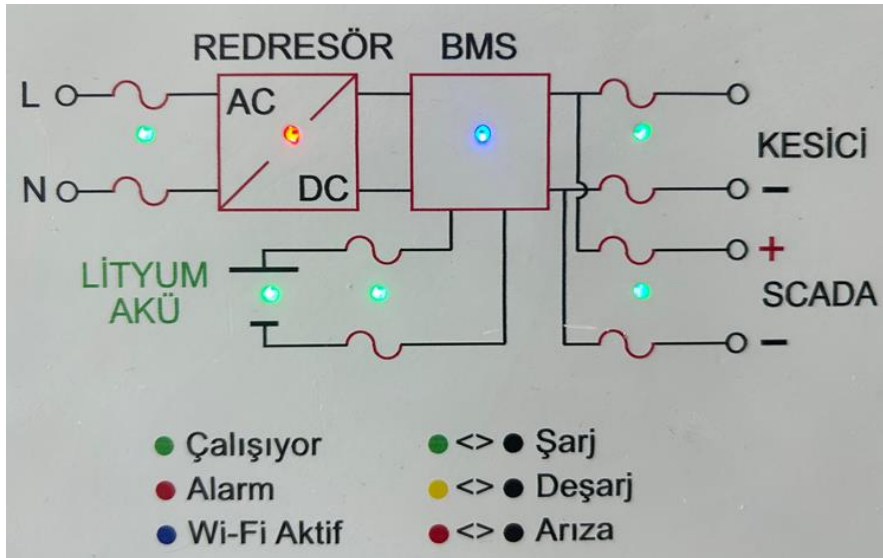 REDRESÖR BMS
L
AC
KESİCİ
N
DC
−
+
LİTYUM
AKÜ
SCADA
−
Çalışıyor
<> Şarj
Alarm
<> Deşarj
Wi-Fi Aktif
<> Arıza